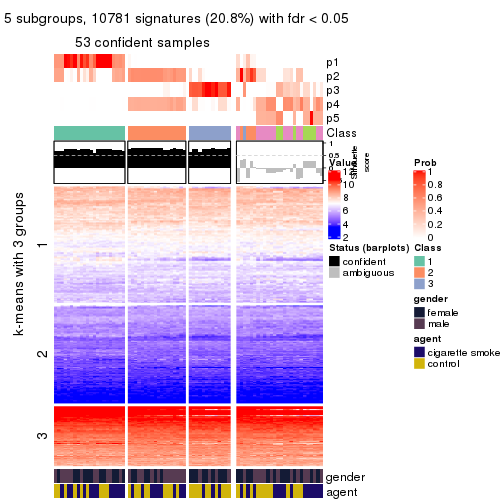 5 subgroups, 10781 signatures (20.8%) with fdr < 0.05
53 confident samples
p1
p2
p3
p4
p5
Class
1
0.5
0
Silhouette
score
k-means with 3 groups
1
2
3
gender
agent
Value
12
10
8
6
4
2
Prob
1
0.8
0.6
0.4
0.2
0
Status (barplots)
confident
ambiguous
Class
1
2
3
gender
female
male
agent
cigarette smoke
control